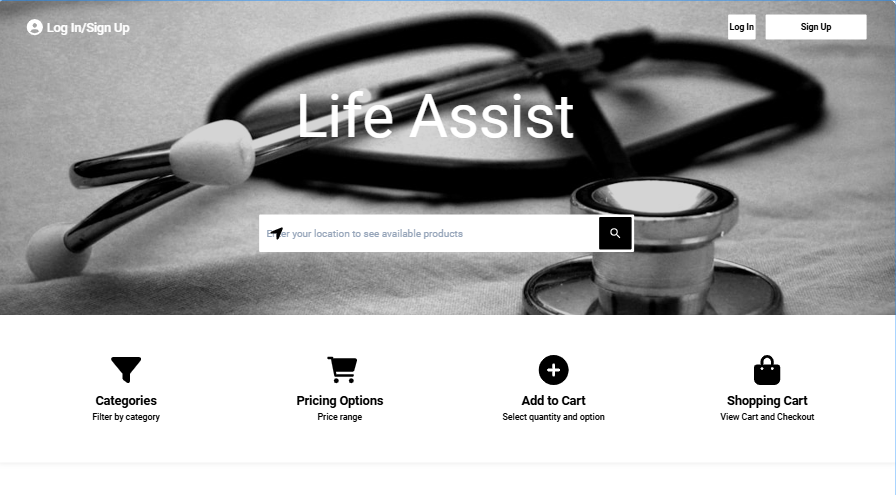 Log In/Sign Up
Log In
Sign Up
Life Assist
Enter your location to see available products
Categories
Filter by category
Pricing Options
Price range
Add to Cart
Select quantity and option
Shopping Cart
View Cart and Checkout